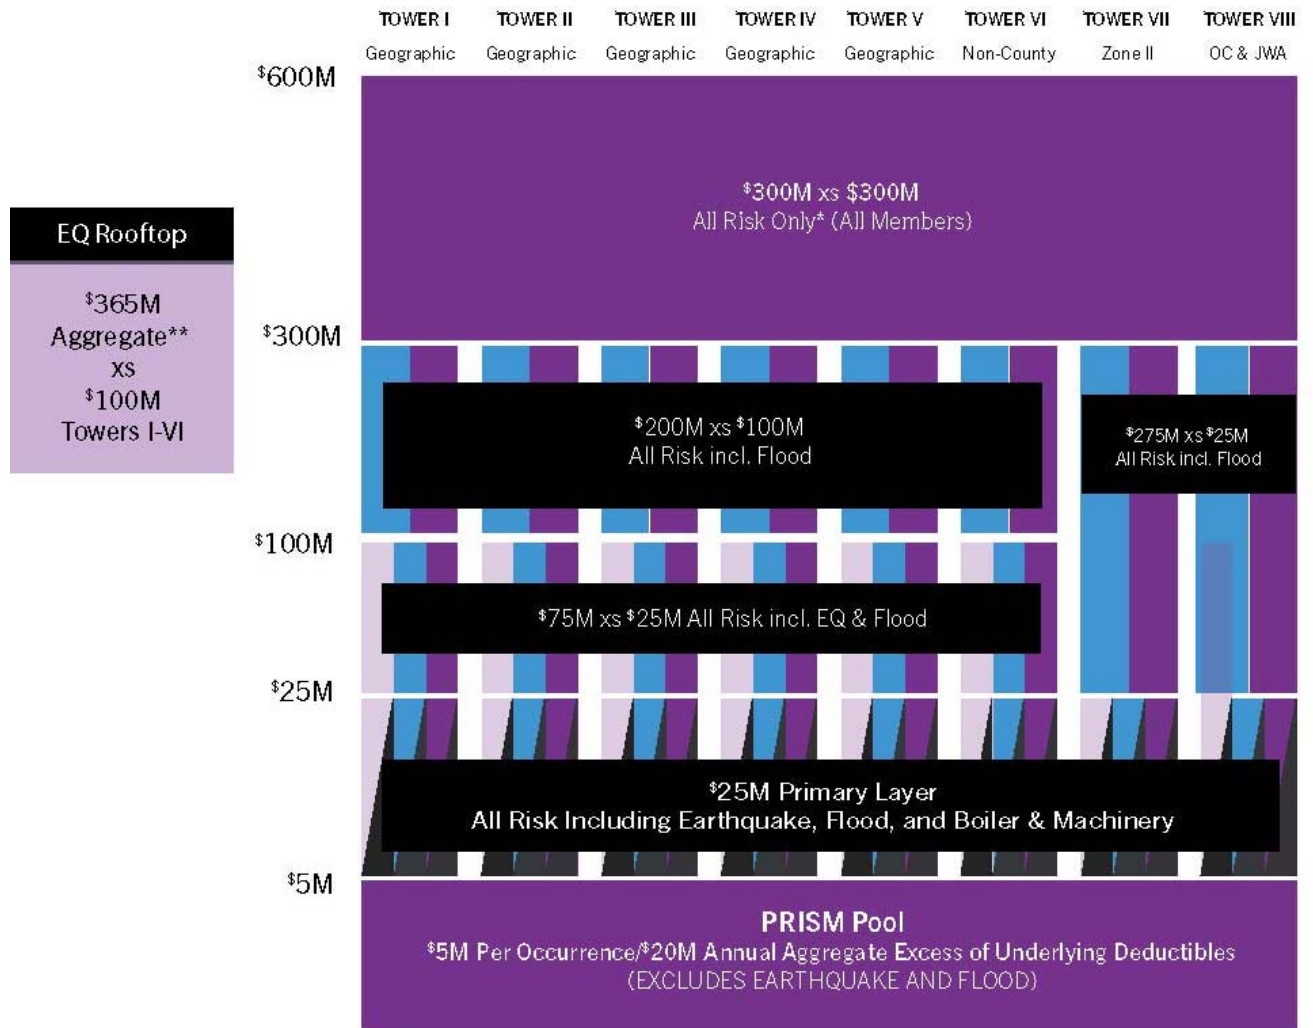 TOWER I TOWER II TOWER III TOWER IV TOWER V TOWER VI TOWER VII TOWER VIII
Geographic Geographic Geographic Geographic Geographic Non-County Zone II OC & JWA
$600M
$300M xs $300M
All Risk Only* (All Members)
EQ Rooftop
$365M
Aggregate**
xs
$100M
Towers I-VI
$300M
$200M xs $100M
All Risk incl. Flood
$275M xs $25M
All Risk incl. Flood
$100M
$75M xs $25M All Risk incl. EQ & Flood
$25M
$25M Primary Layer
All Risk Including Earthquake, Flood, and Boiler & Machinery
$5M
PRISM Pool
$5M Per Occurrence/$20M Annual Aggregate Excess of Underlying Deductibles
(EXCLUDES EARTHQUAKE AND FLOOD)